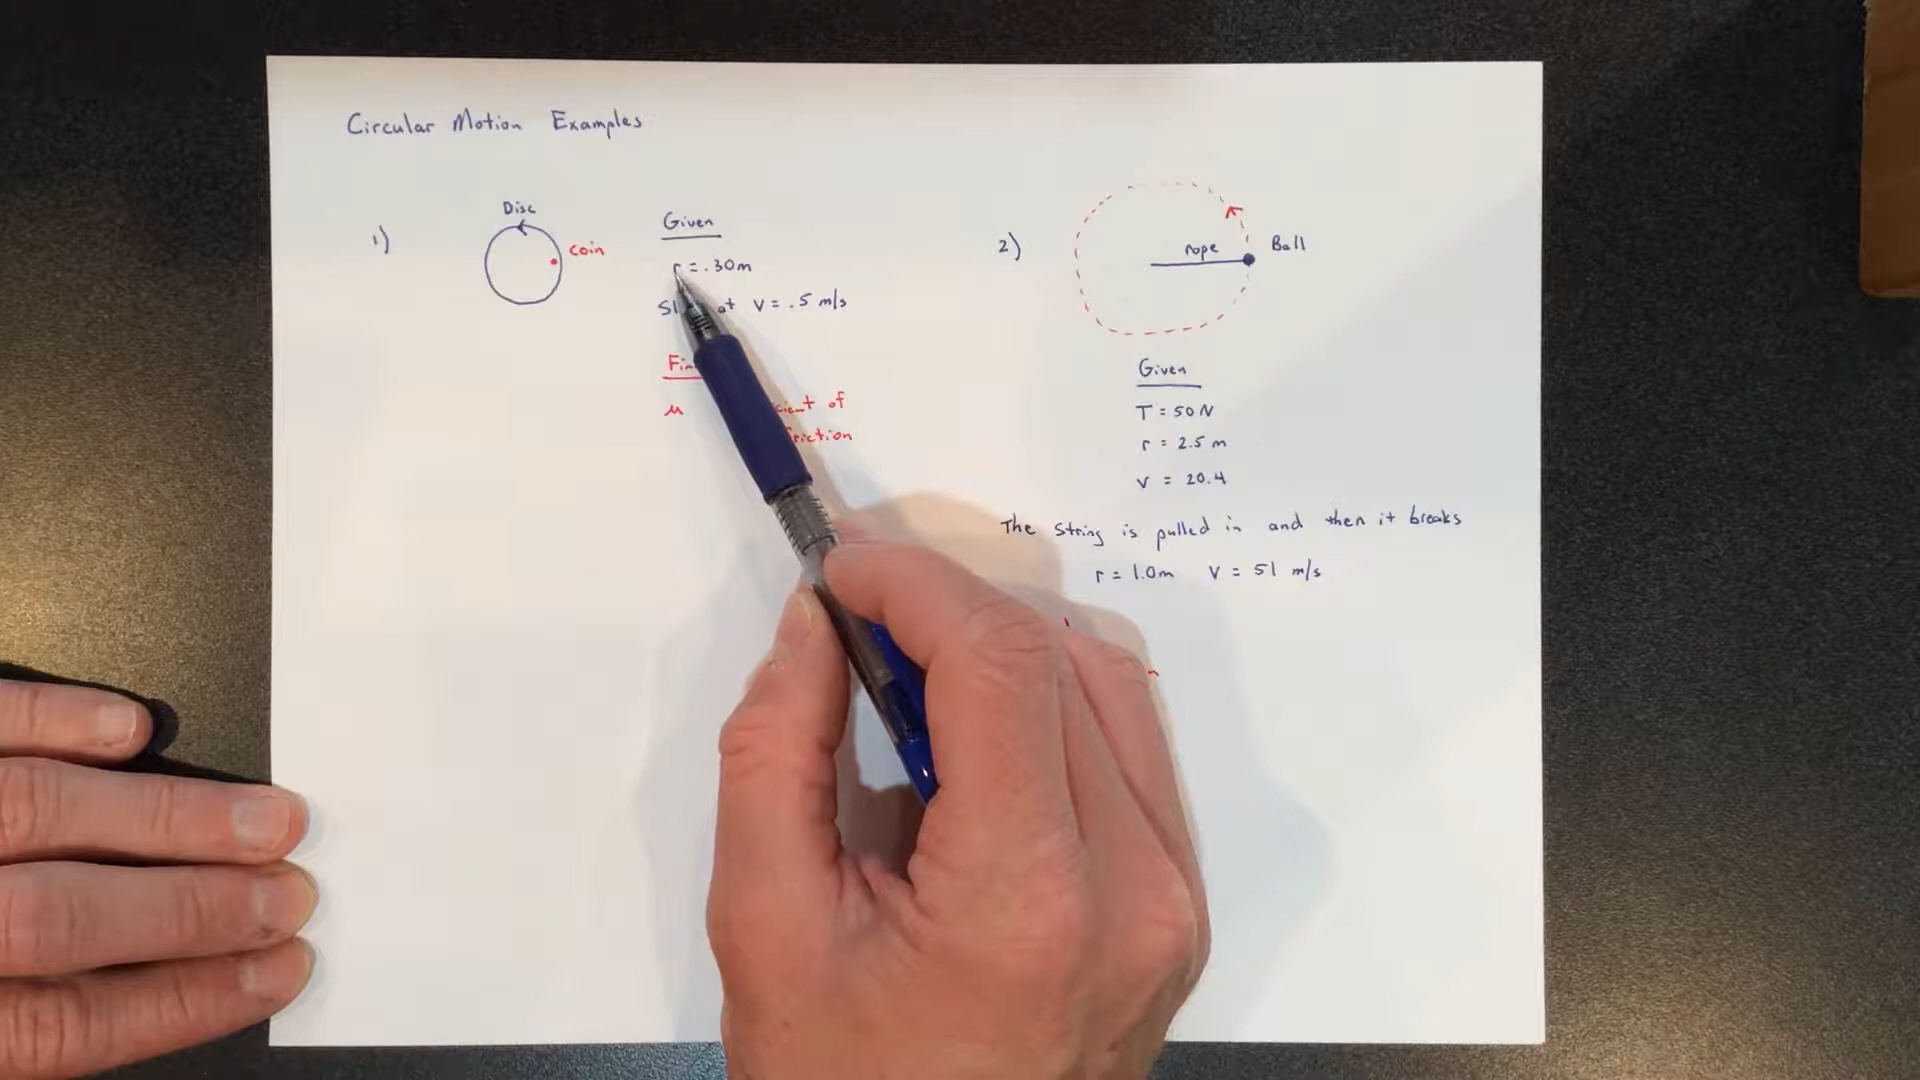 Circular Motion Examples
1)
Disc
coin
Given
r = .30m
at v = .5 m/s
μ
of
2)
rope
Ball
Given
T = 50 N
r = 2.5 m
v = 20.4
The string is pulled in and then it breaks
r = 1.0m v = 51 m/s